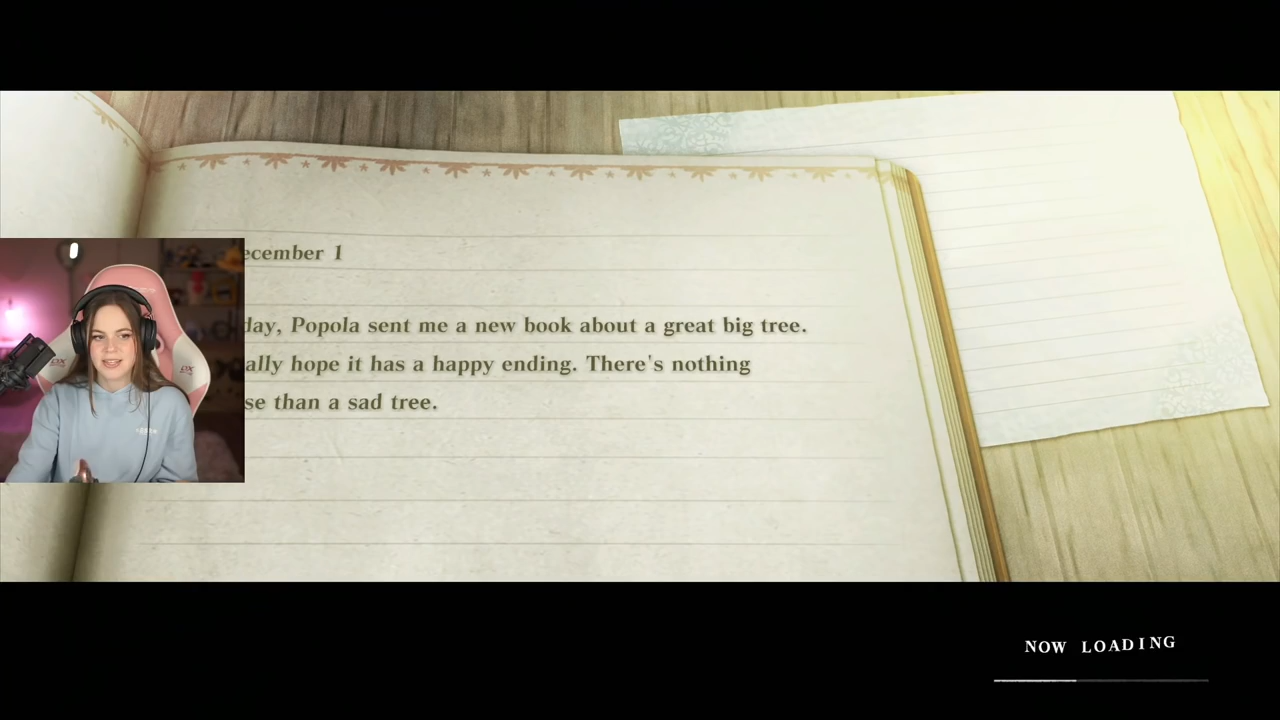 ecember 1
day, Popola sent me a new book about a great big tree.
ally hope it has a happy ending. There's nothing
se than a sad tree.
NOW LOADING